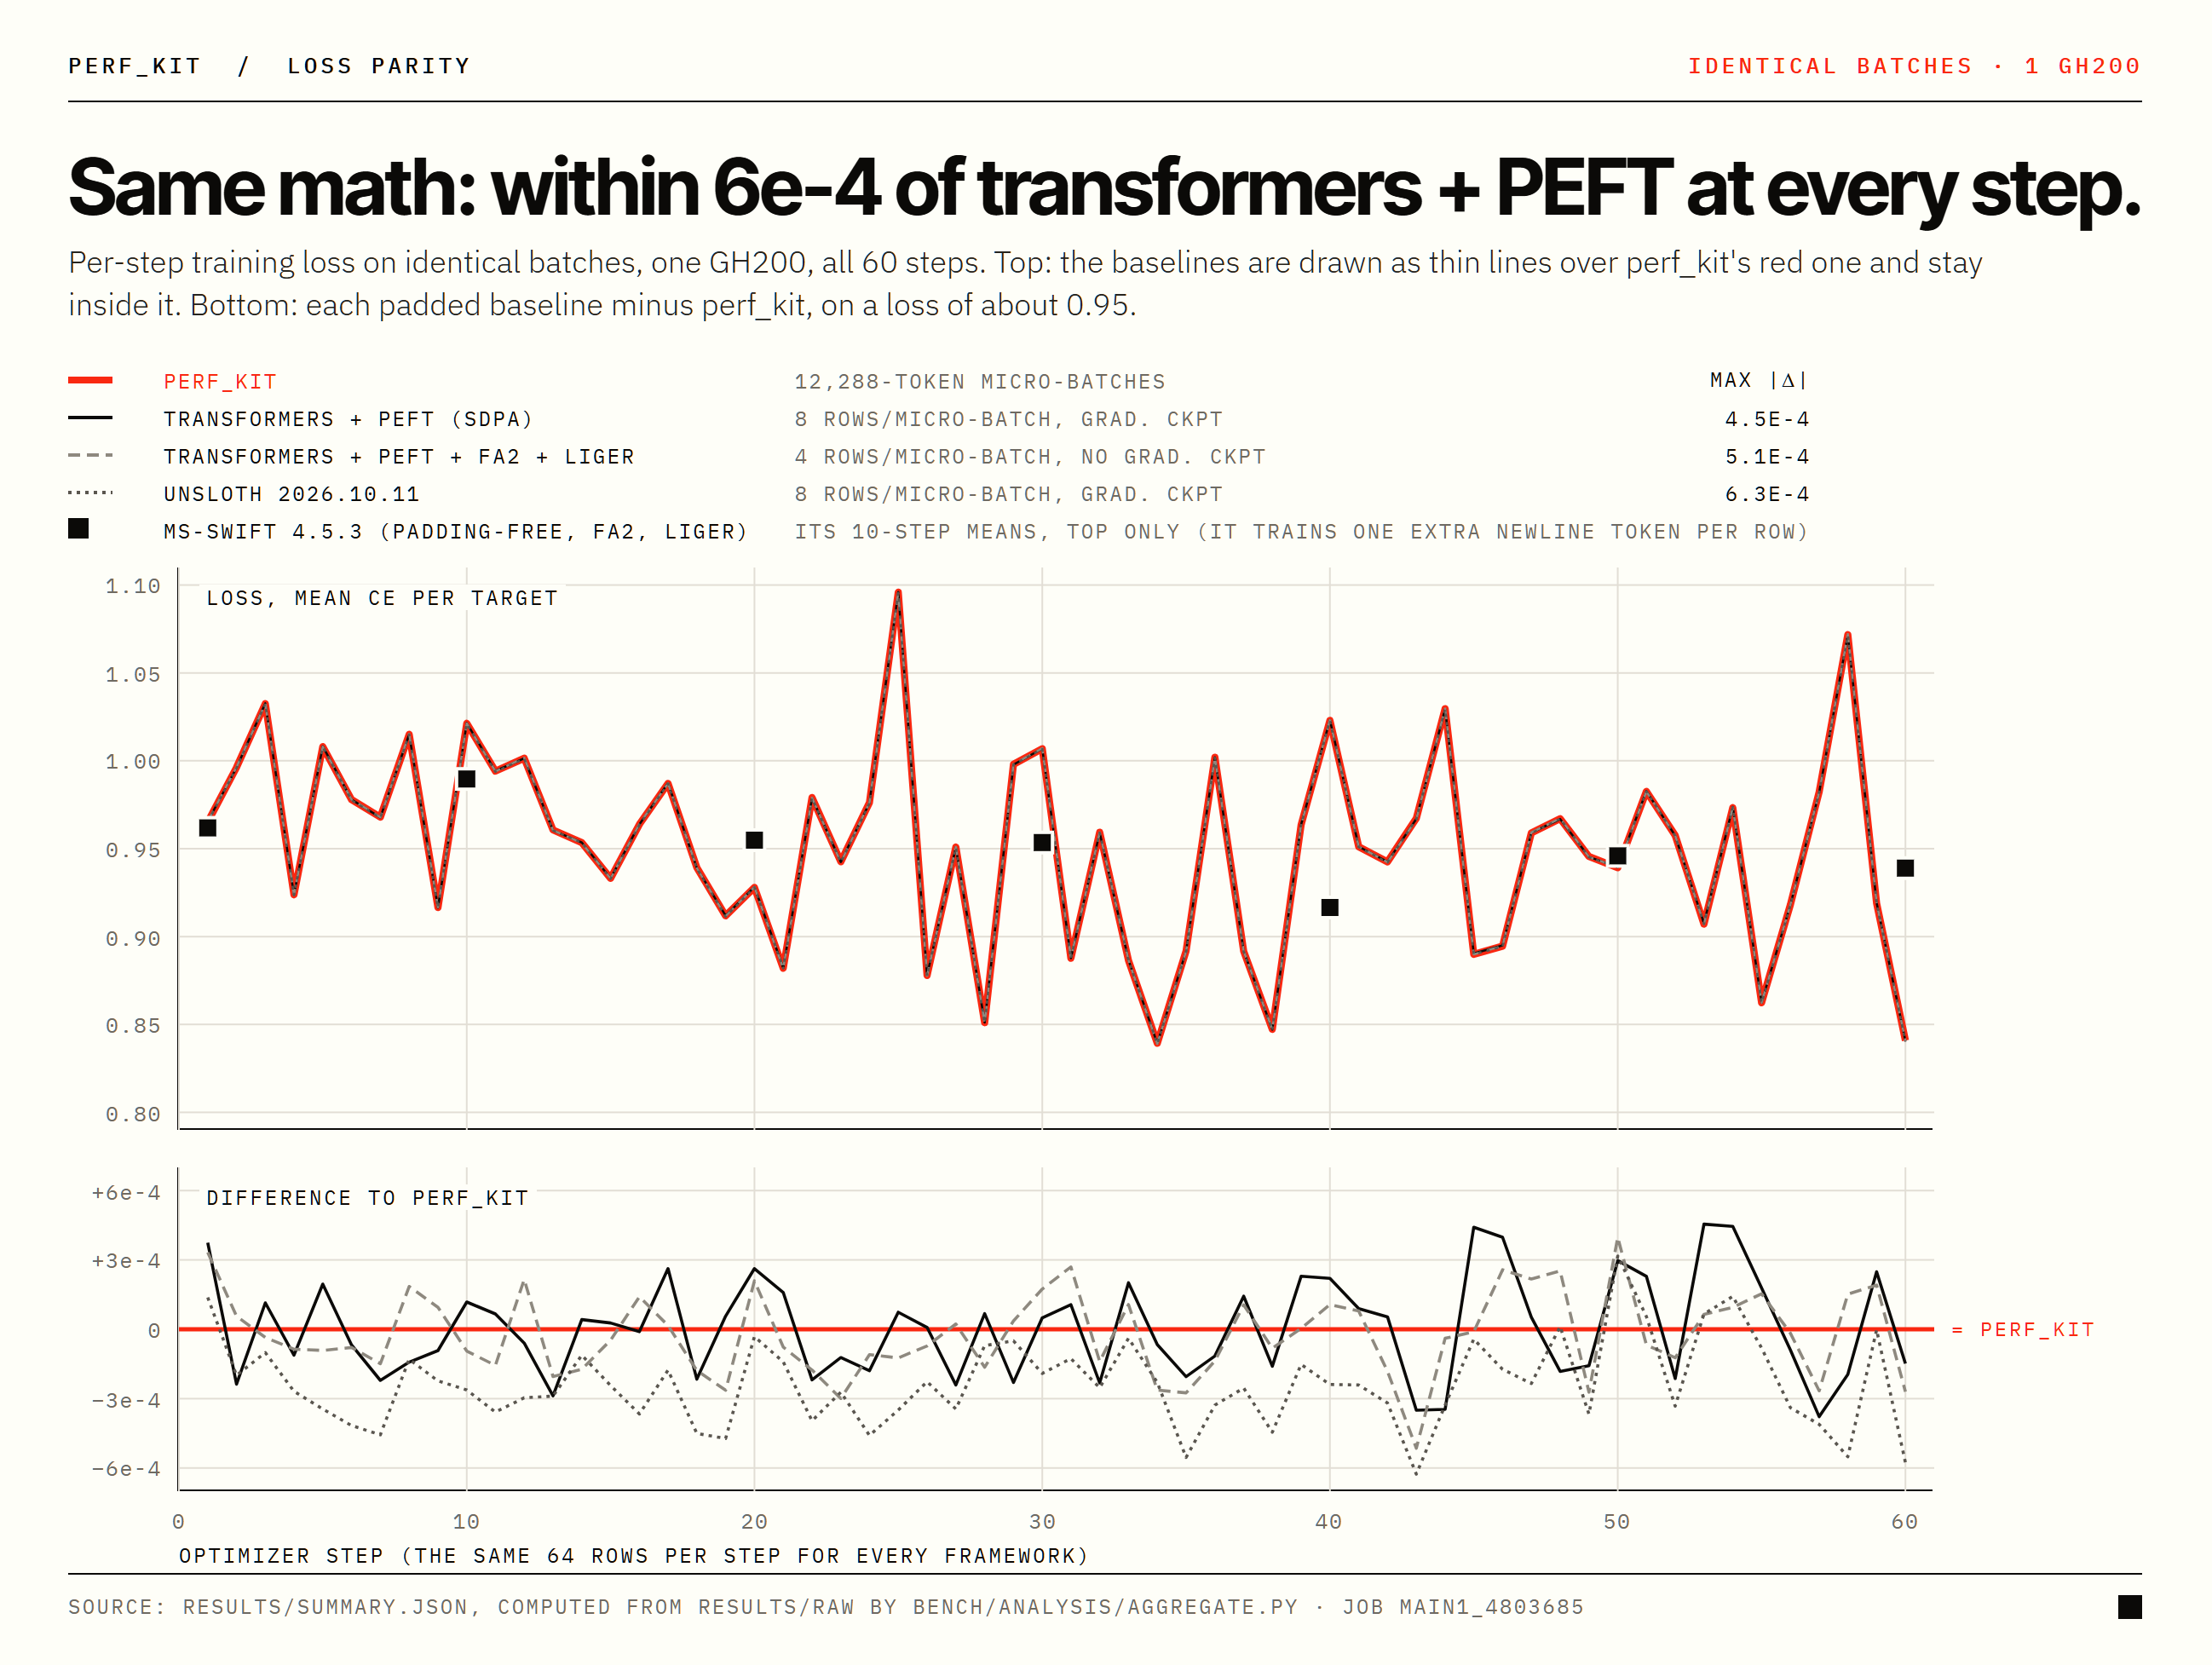 PERF_KIT / LOSS PARITY
IDENTICAL BATCHES · 1 GH200
Same math: within 6e-4 of transformers + PEFT at every step.
Per-step training loss on identical batches, one GH200, all 60 steps. Top: the baselines are drawn as thin lines over perf_kit's red one and stay
inside it. Bottom: each padded baseline minus perf_kit, on a loss of about 0.95.
PERF_KIT 12,288-TOKEN MICRO-BATCHES MAX |Δ|
TRANSFORMERS + PEFT (SDPA) 8 ROWS/MICRO-BATCH, GRAD. CKPT 4.5E-4
TRANSFORMERS + PEFT + FA2 + LIGER 4 ROWS/MICRO-BATCH, NO GRAD. CKPT 5.1E-4
UNSLOTH 2026.10.11 8 ROWS/MICRO-BATCH, GRAD. CKPT 6.3E-4
MS-SWIFT 4.5.3 (PADDING-FREE, FA2, LIGER) ITS 10-STEP MEANS, TOP ONLY (IT TRAINS ONE EXTRA NEWLINE TOKEN PER ROW)
1.10
LOSS, MEAN CE PER TARGET
1.05
1.00
0.95
0.90
0.85
0.80
+6e-4
DIFFERENCE TO PERF_KIT
+3e-4
0
= PERF_KIT
−3e-4
−6e-4
0 10 20 30 40 50 60
OPTIMIZER STEP (THE SAME 64 ROWS PER STEP FOR EVERY FRAMEWORK)
SOURCE: RESULTS/SUMMARY.JSON, COMPUTED FROM RESULTS/RAW BY BENCH/ANALYSIS/AGGREGATE.PY · JOB MAIN1_4803685